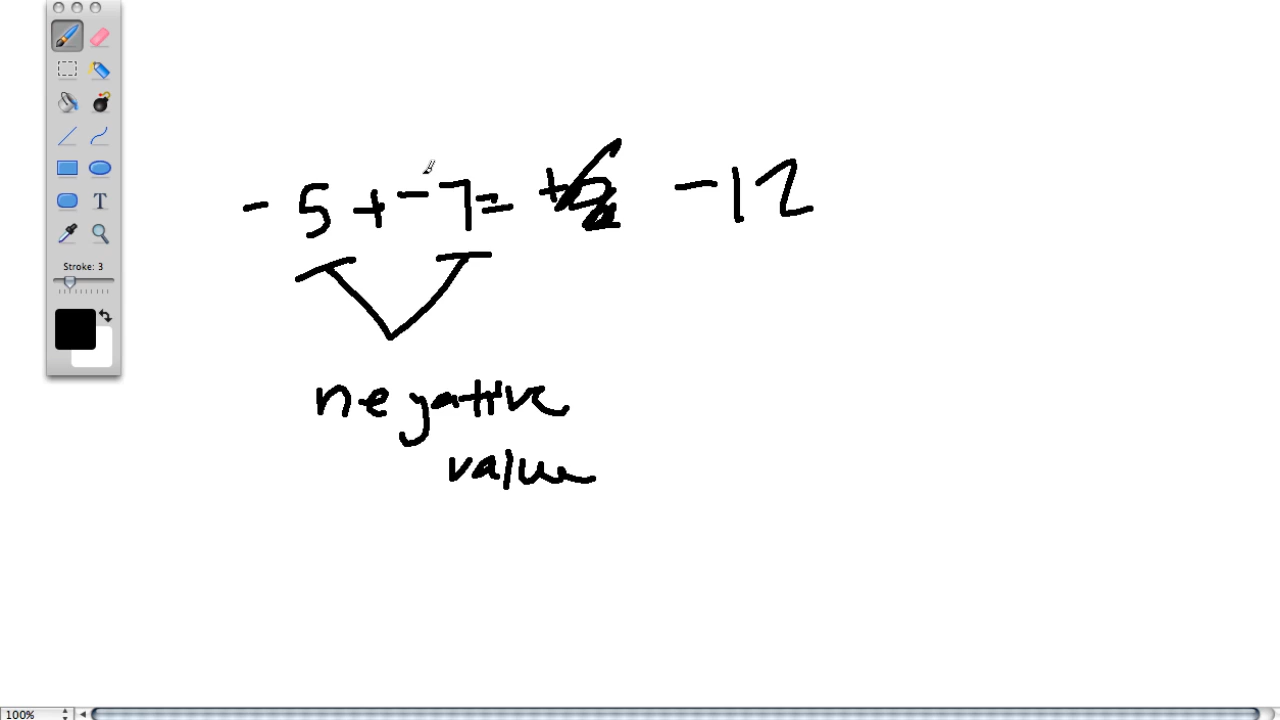 - 5 + -7 = -12
negative
value
T
Stroke: 3
100%